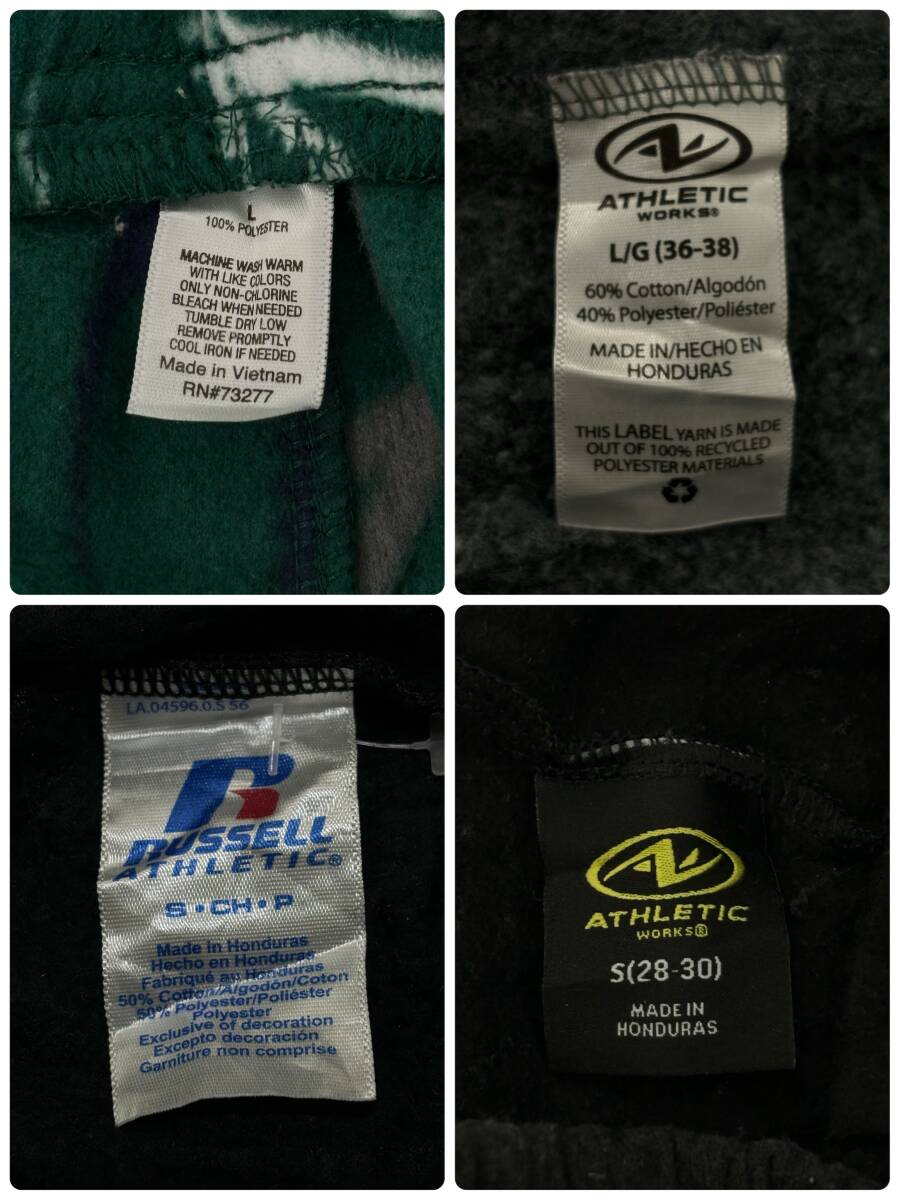 L
100% POLYESTER
MACHINE WASH WARM
WITH LIKE COLORS
ONLY NON-CHLORINE
BLEACH WHEN NEEDED
TUMBLE DRY LOW
REMOVE PROMPTLY
COOL IRON IF NEEDED
Made in Vietnam
RN#73277
ATHLETIC
WORKS®
L/G (36-38)
60% Cotton/Algodón
40% Polyester/Poliéster
MADE IN/HECHO EN
HONDURAS
THIS LABEL YARN IS MADE
OUT OF 100% RECYCLED
POLYESTER MATERIALS
LA.04596.0.S 56
R
RUSSELL
ATHLETIC®
S•CH•P
Made in Honduras
Hecho en Honduras
Fabriqué au Honduras
50% Cotton/Algodón/Coton
50% Polyester/Poliéster
Polyester
Exclusive of decoration
Excepto decoración
Garniture non comprise
ATHLETIC
WORKS®
S(28-30)
MADE IN
HONDURAS